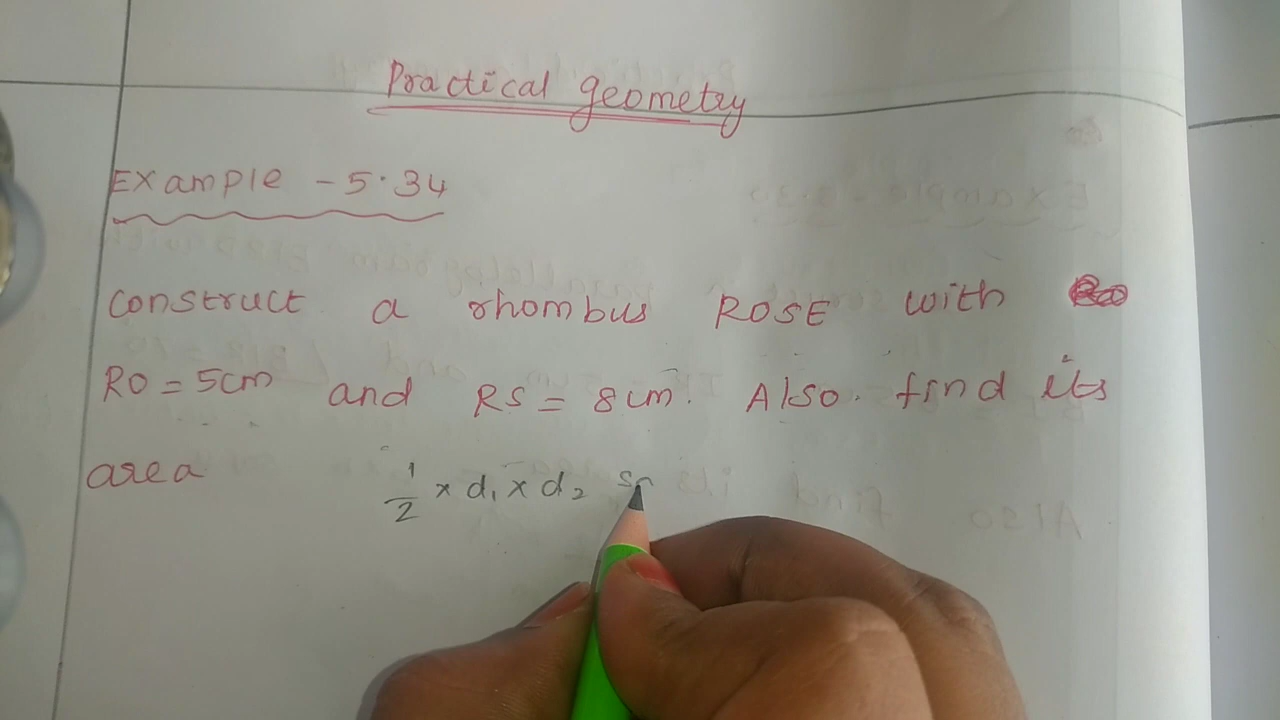 Practical geometry
Example - 5.34
construct a rhombus ROSE with
RO = 5cm and RS = 8cm. Also. find its
area
1/2 × d₁ × d₂ sq